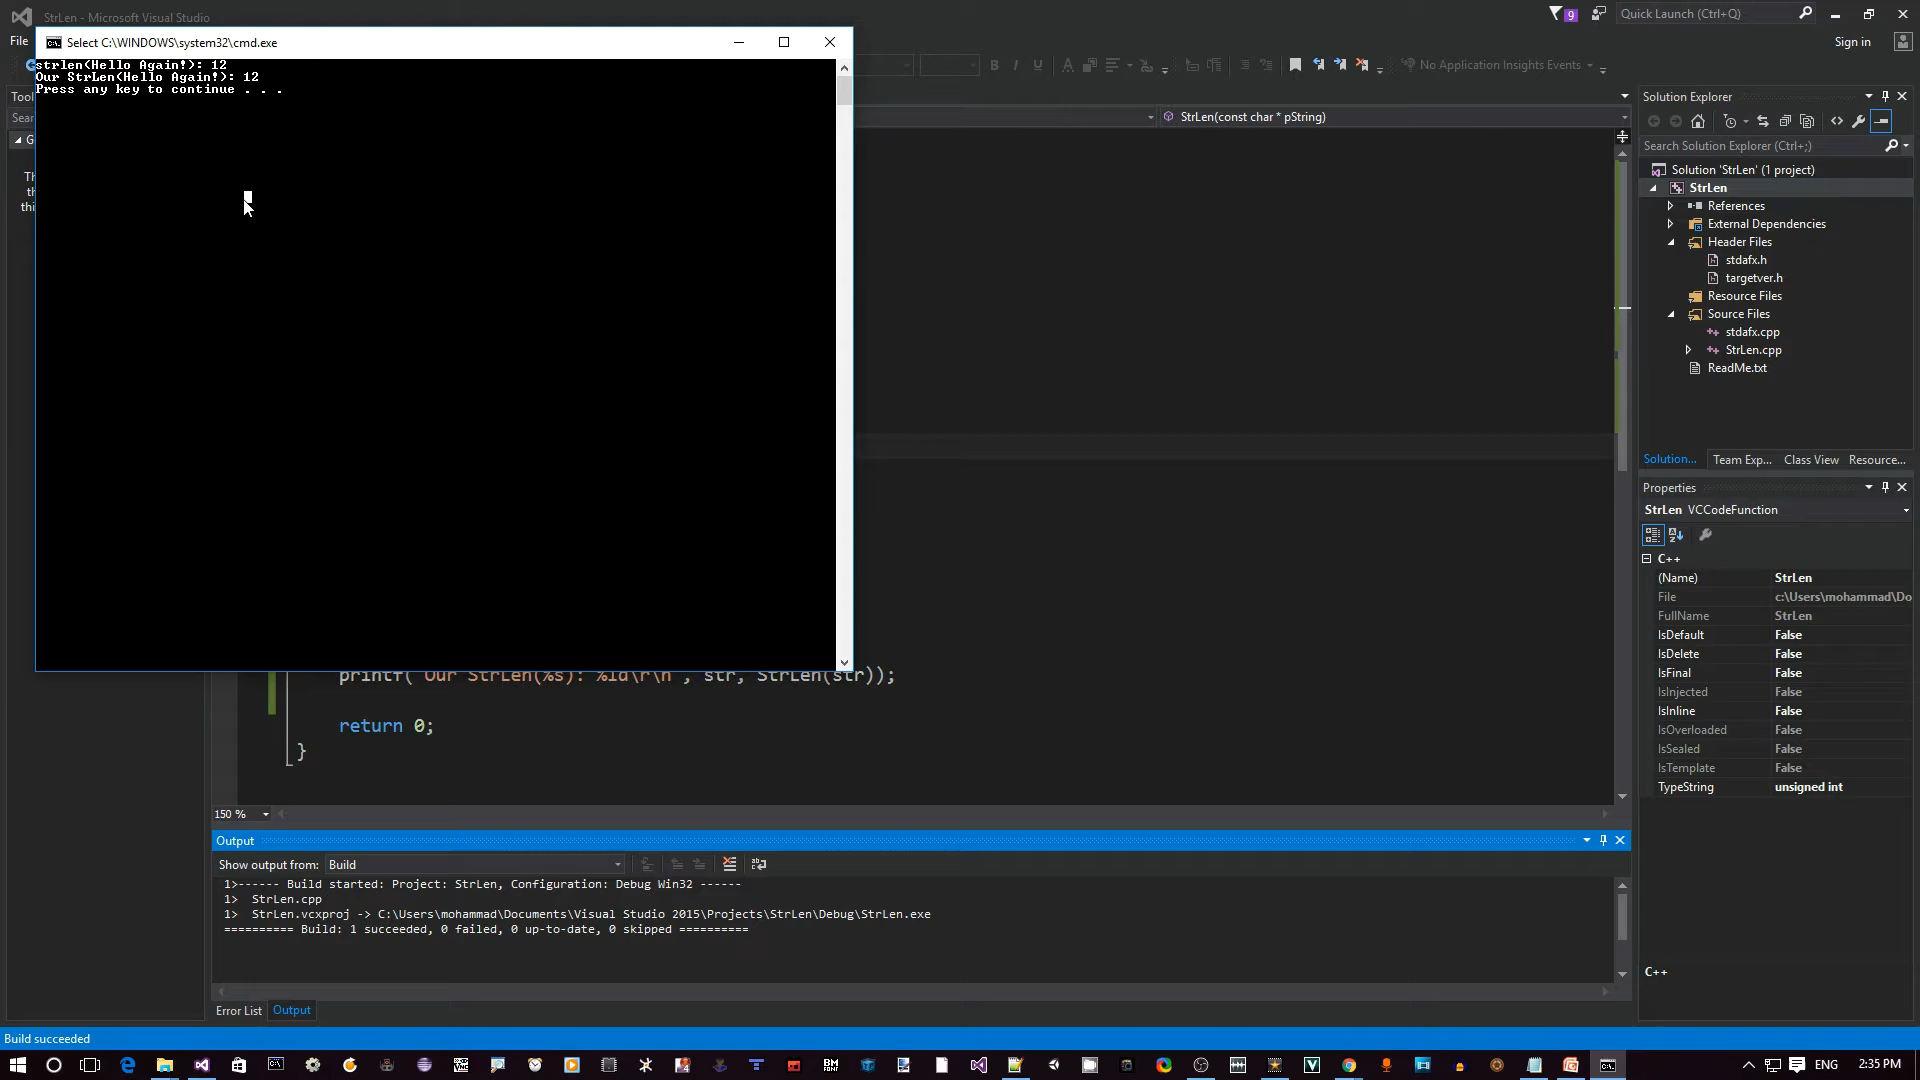 StrLen - Microsoft Visual Studio
9
Quick Launch (Ctrl+Q)
File
Select C:\WINDOWS\system32\cmd.exe
Sign in
strlen(Hello Again!): 12
Our StrLen(Hello Again!): 12
Press any key to continue . . .
No Application Insights Events
StrLen(const char * pString)
Solution Explorer
Search Solution Explorer (Ctrl+;)
Solution 'StrLen' (1 project)
StrLen
References
External Dependencies
Header Files
stdafx.h
targetver.h
Resource Files
Source Files
stdafx.cpp
StrLen.cpp
ReadMe.txt
Solution... Team Exp... Class View Resource...
Properties
StrLen VCCodeFunction
C++
(Name) StrLen
File c:\Users\mohammad\Do
FullName StrLen
IsDefault False
IsDelete False
IsFinal False
IsInjected False
IsInline False
IsOverloaded False
IsSealed False
IsTemplate False
TypeString unsigned int
C++
printf("Our StrLen(%s): %ld\r\n", str, StrLen(str));
return 0;
}
150 %
Output
Show output from: Build
1>------ Build started: Project: StrLen, Configuration: Debug Win32 ------
1>  StrLen.cpp
1>  StrLen.vcxproj -> C:\Users\mohammad\Documents\Visual Studio 2015\Projects\StrLen\Debug\StrLen.exe
========== Build: 1 succeeded, 0 failed, 0 up-to-date, 0 skipped ==========
Error List Output
Build succeeded
ENG 2:35 PM